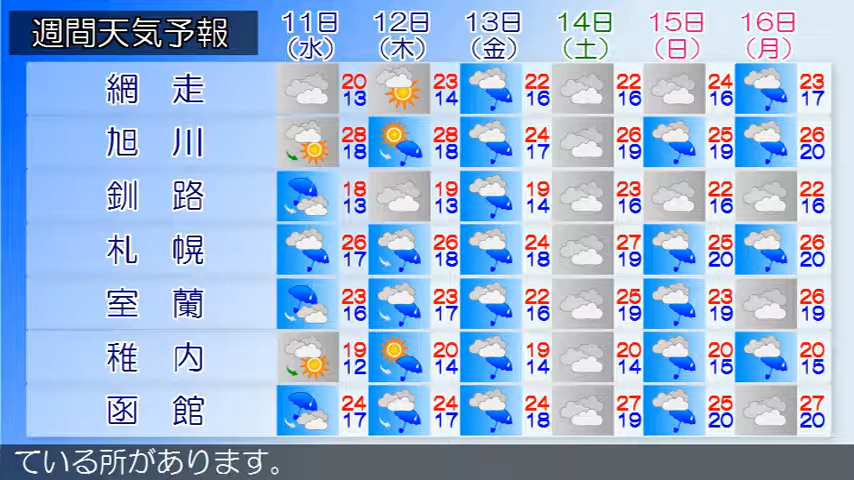 週間天気予報
11日 12日 13日 14日 15日 16日
(水) (木) (金) (土) (日) (月)
網走 20 23 22 22 24 23
13 14 16 16 16 17
旭川 28 28 24 26 25 26
18 18 17 19 19 20
釧路 18 19 19 23 22 22
13 13 14 16 16 16
札幌 26 26 24 27 25 26
17 18 18 19 20 20
室蘭 23 23 22 25 23 26
16 17 16 19 19 19
稚内 19 20 19 20 20 20
12 14 14 14 15 15
函館 24 24 24 27 25 27
17 17 18 19 20 20
ている所があります。